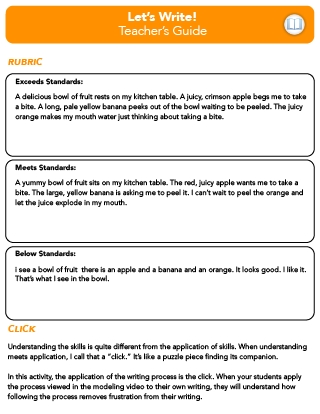 Let's Write!
Teacher's Guide
RUBRIC
Exceeds Standards:
A delicious bowl of fruit rests on my kitchen table. A juicy, crimson apple begs me to take
a bite. A long, pale yellow banana peeks out of the bowl waiting to be peeled. The juicy
orange makes my mouth water just thinking about taking a bite.
Meets Standards:
A yummy bowl of fruit sits on my kitchen table. The red, juicy apple wants me to take a
bite. The large, yellow banana is asking me to peel it. I can't wait to peel the orange and
let the juice explode in my mouth.
Below Standards:
I see a bowl of fruit there is an apple and a banana and an orange. It looks good. I like it.
That's what I see in the bowl.
CLICK
Understanding the skills is quite different from the application of skills. When understanding
meets application, I call that a "click." It's like a puzzle piece finding its companion.
In this activity, the application of the writing process is the click. When your students apply
the process viewed in the modeling video to their own writing, they will understand how
following the process removes frustration from their writing.